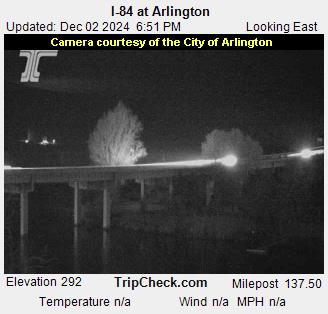 I-84 at Arlington
Updated: Dec 02 2024 6:51 PM Looking East
Camera courtesy of the City of Arlington
Elevation 292 TripCheck.com Milepost 137.50
Temperature n/a Wind n/a MPH n/a